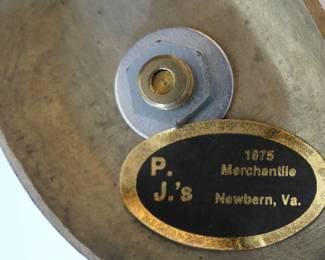 P.
J.'s
1875
Merchantile
Newbern, Va.